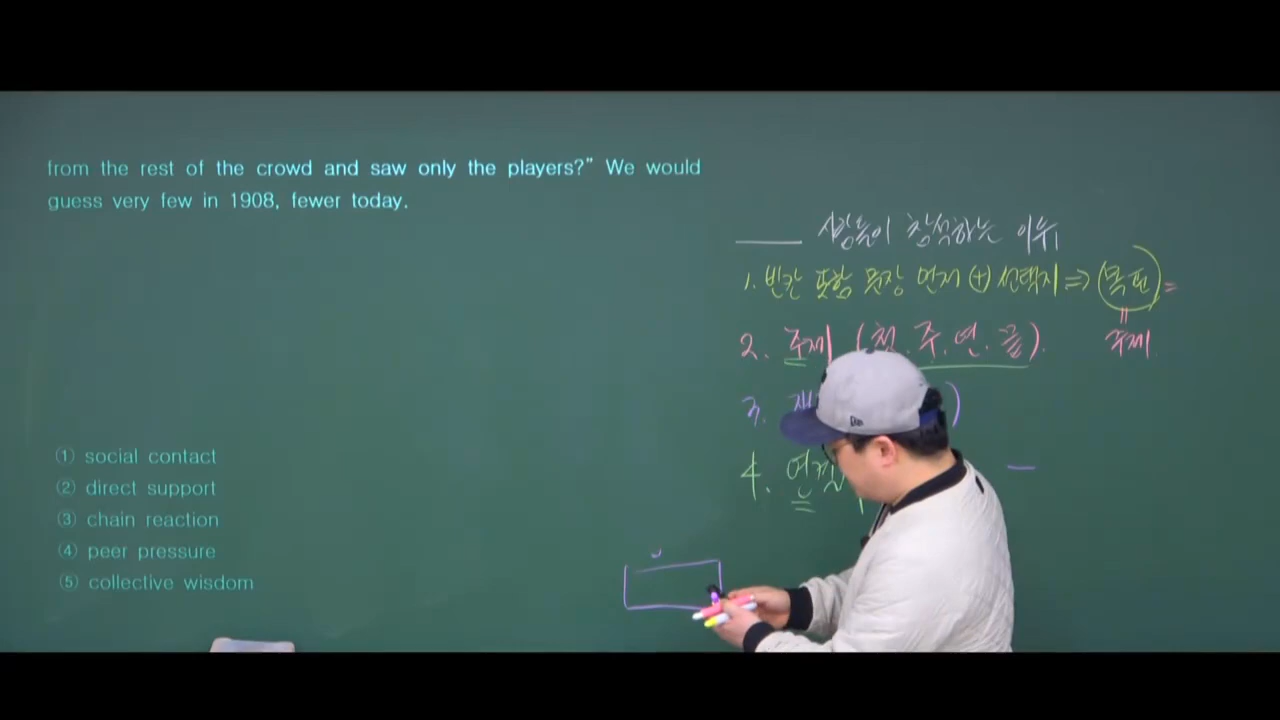 from the rest of the crowd and saw only the players?" We would
guess very few in 1908, fewer today.
① social contact
② direct support
③ chain reaction
④ peer pressure
⑤ collective wisdom
사람들이 참석하는 이유
1. 빈칸 포함 문장 먼저 ⊕ 선택지 ⇒ 목표 =
주제
2. 주제 (첫. 주. 연. 끝).
3.
4. 연결